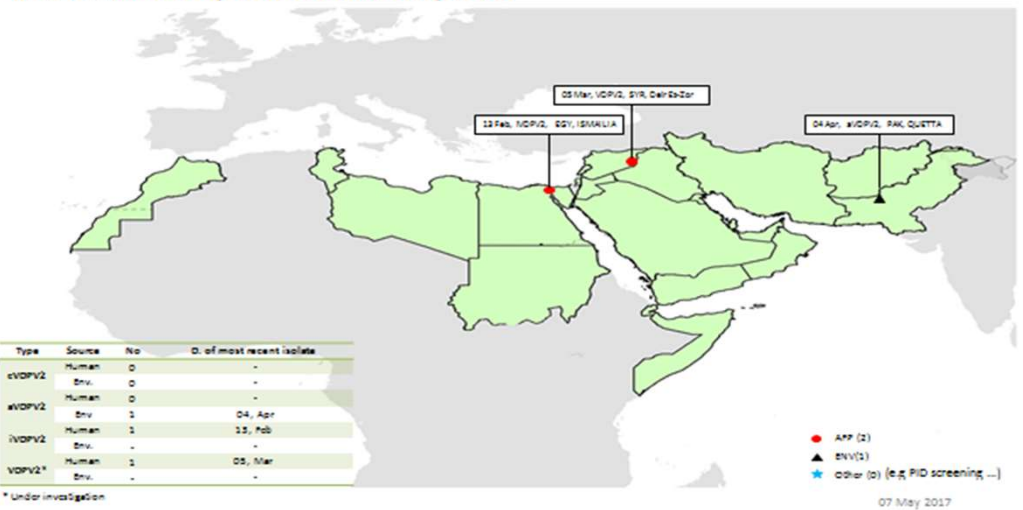 05 Mar, VDPV2, SYR, Deir Es-Zor
13 Feb, iVDPV2, EGY, ISMAILIA
04 Apr, aVDPV2, PAK, QUETTA
Type Source No D. of most recent isolate
cVDPV2 Human 0 -
Env. 0 -
aVDPV2 Human 0 -
Env 1 04, Apr
iVDPV2 Human 1 13, Feb
Env. - -
VDPV2* Human 1 05, Mar
Env. - -
* Under investigation
AFP (2)
ENV(1)
Other (0) (e.g PID screening ...)
07 May 2017